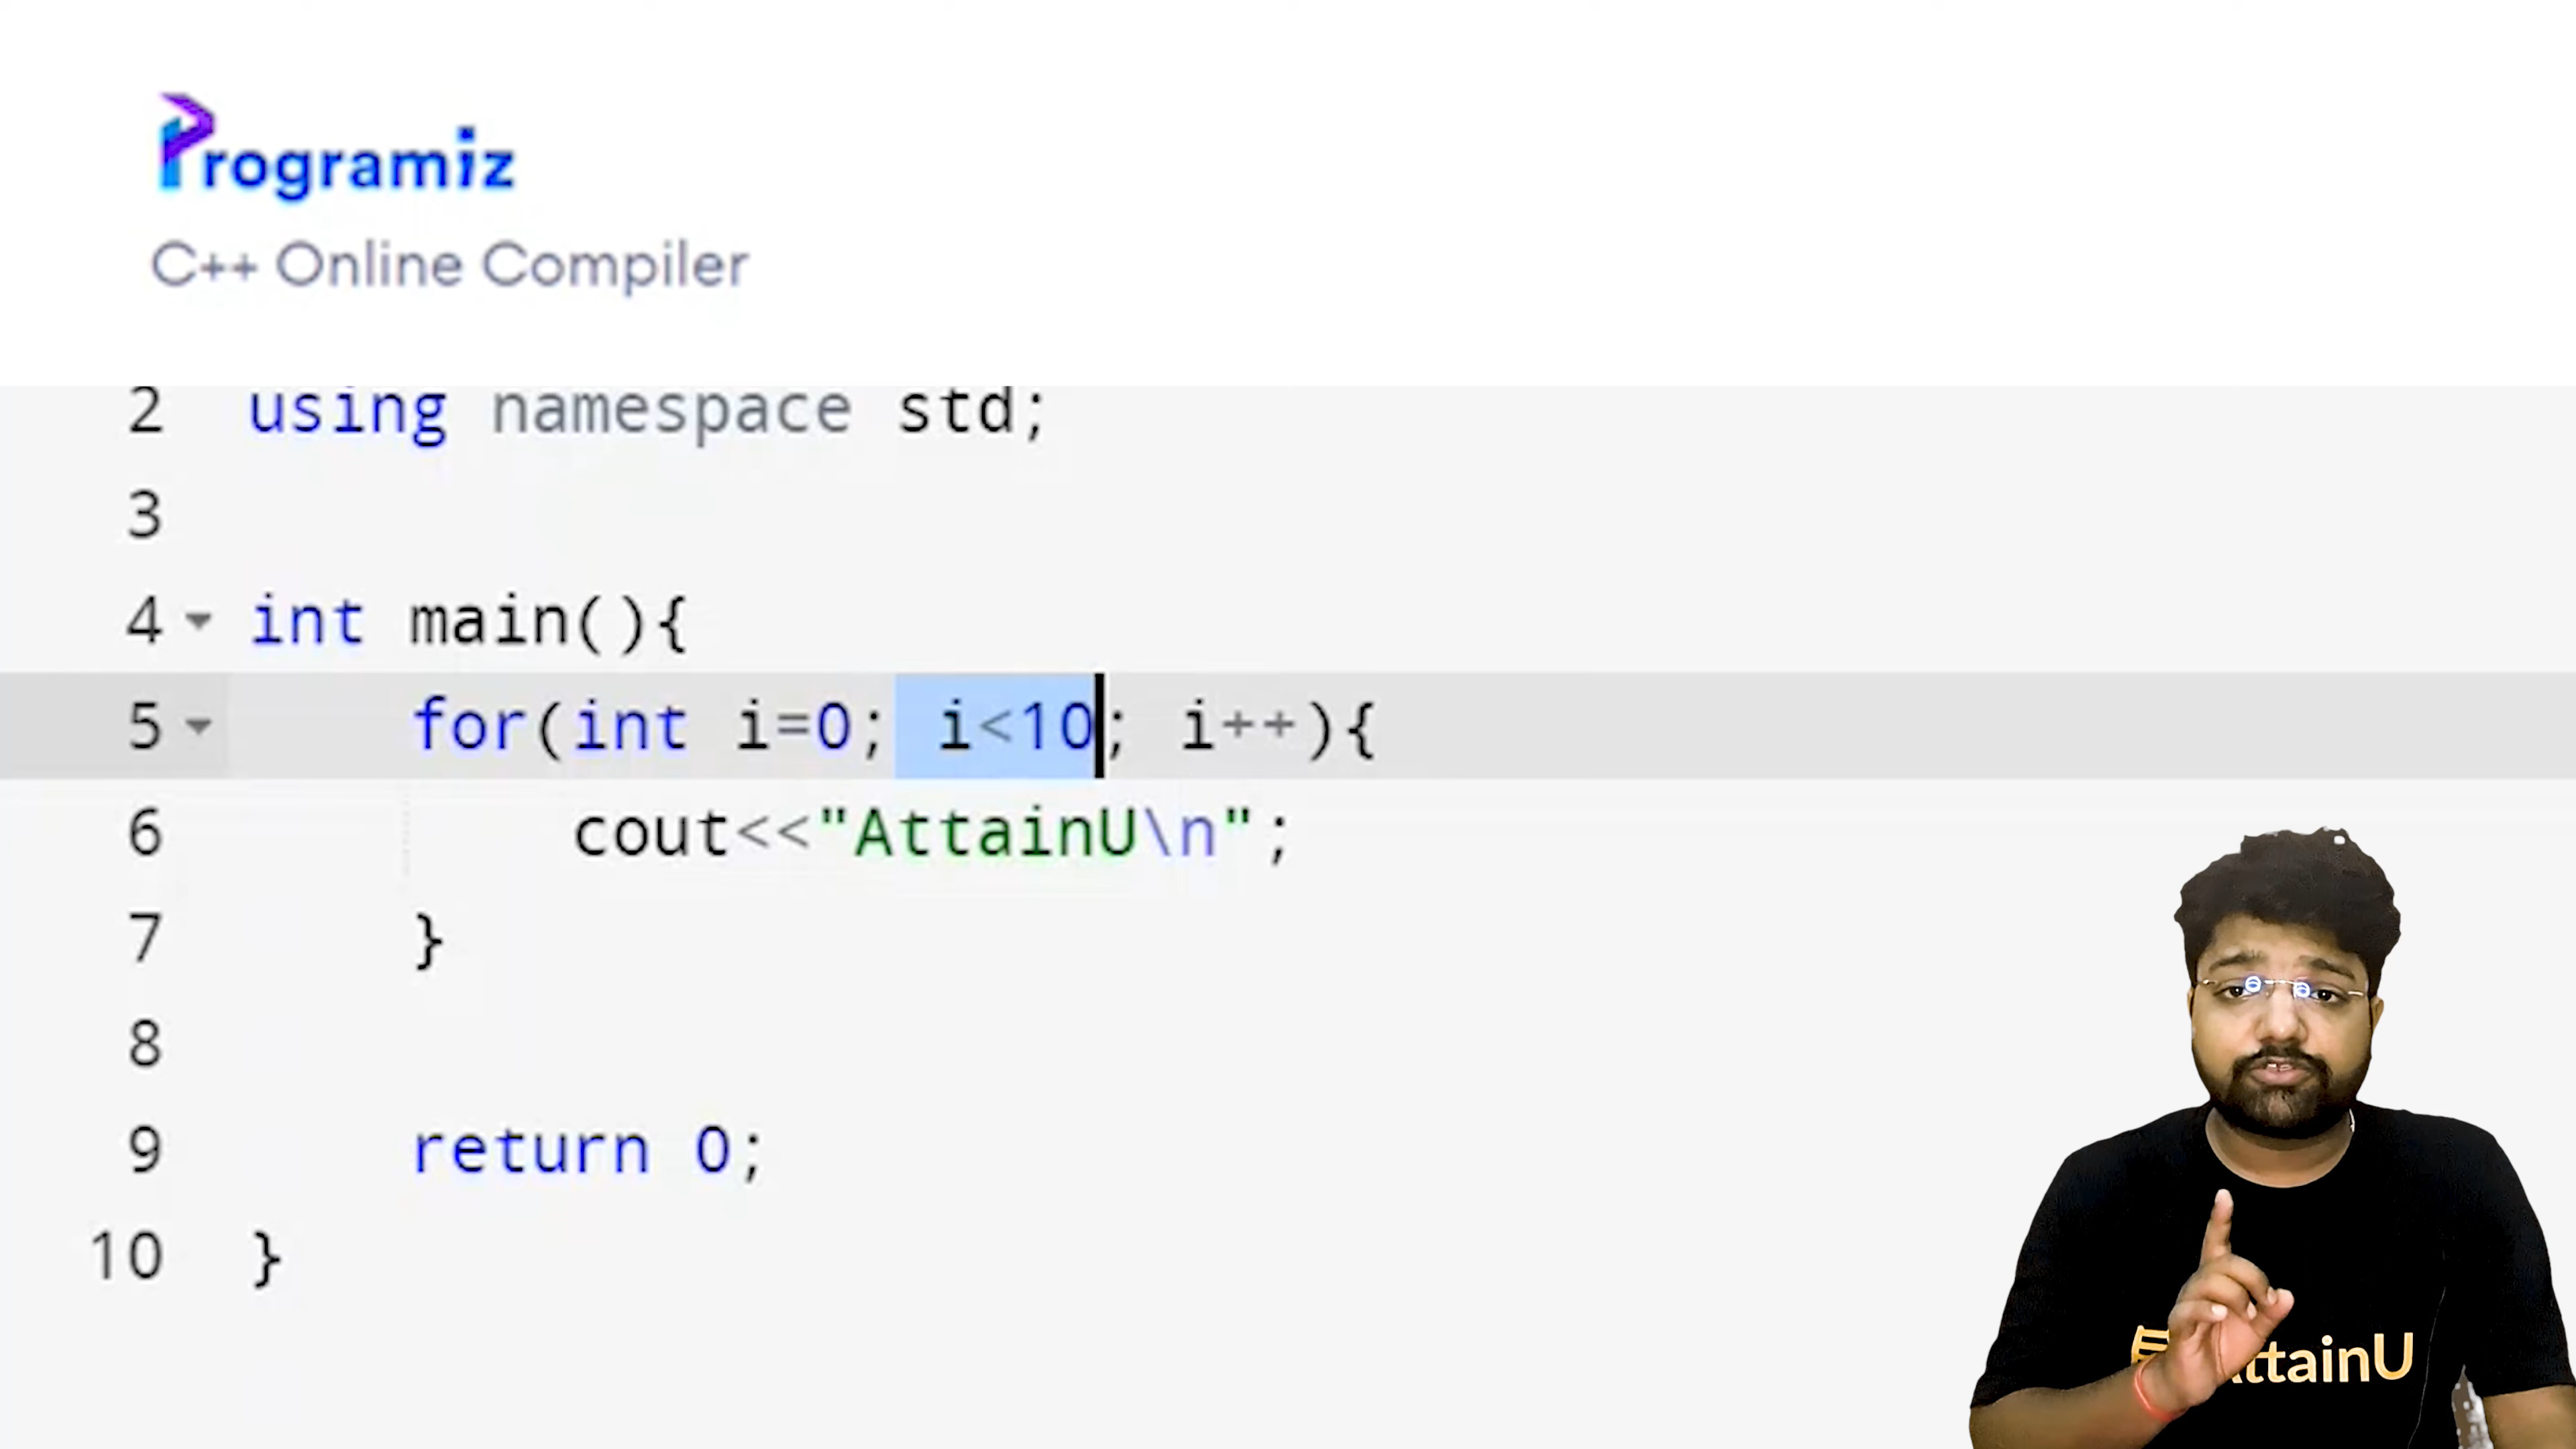 Programiz
C++ Online Compiler
2 using namespace std;
3
4 int main(){
5 for(int i=0; i<10; i++){
6 cout<<"AttainU\n";
7 }
8
9 return 0;
10 }
ttainU